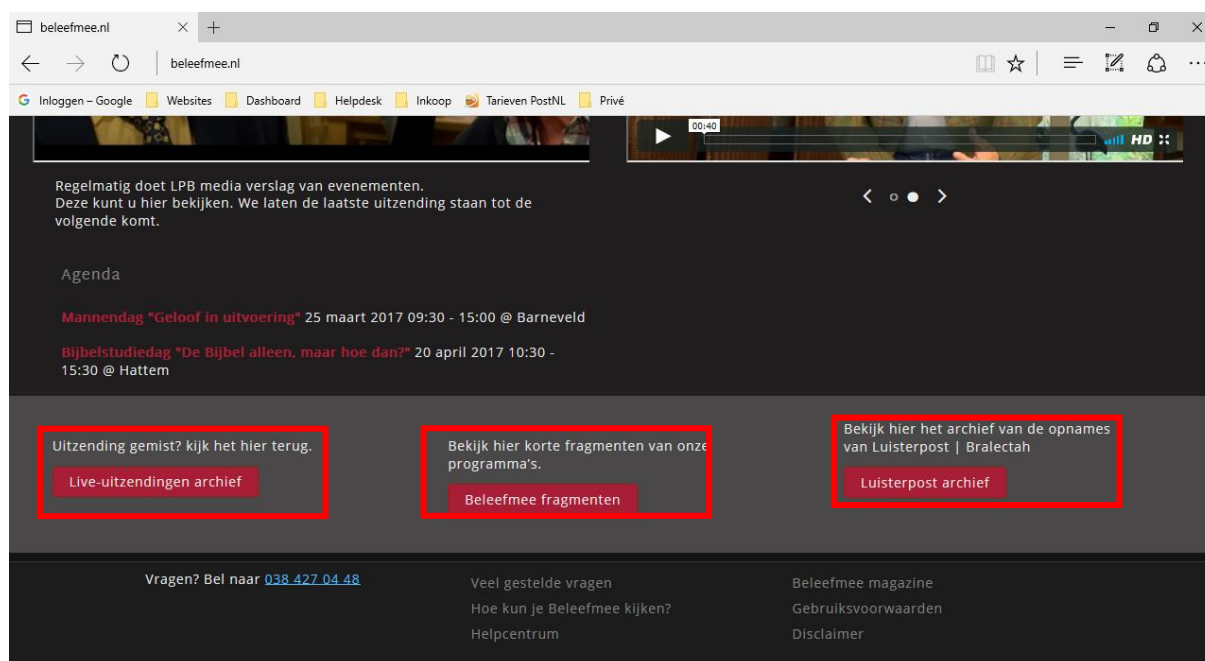 beleefmee.nl
beleefmee.nl
Inloggen – Google Websites Dashboard Helpdesk Inkoop Tarieven PostNL Privé
00:40
HD
Regelmatig doet LPB media verslag van evenementen.
Deze kunt u hier bekijken. We laten de laatste uitzending staan tot de
volgende komt.
Agenda
Mannendag "Geloof in uitvoering" 25 maart 2017 09:30 - 15:00 @ Barneveld
Bijbelstudiedag "De Bijbel alleen, maar hoe dan?" 20 april 2017 10:30 -
15:30 @ Hattem
Uitzending gemist? kijk het hier terug.
Live-uitzendingen archief
Bekijk hier korte fragmenten van onze
programma's.
Beleefmee fragmenten
Bekijk hier het archief van de opnames
van Luisterpost | Bralectah
Luisterpost archief
Vragen? Bel naar 038 427 04 48
Veel gestelde vragen
Hoe kun je Beleefmee kijken?
Helpcentrum
Beleefmee magazine
Gebruiksvoorwaarden
Disclaimer